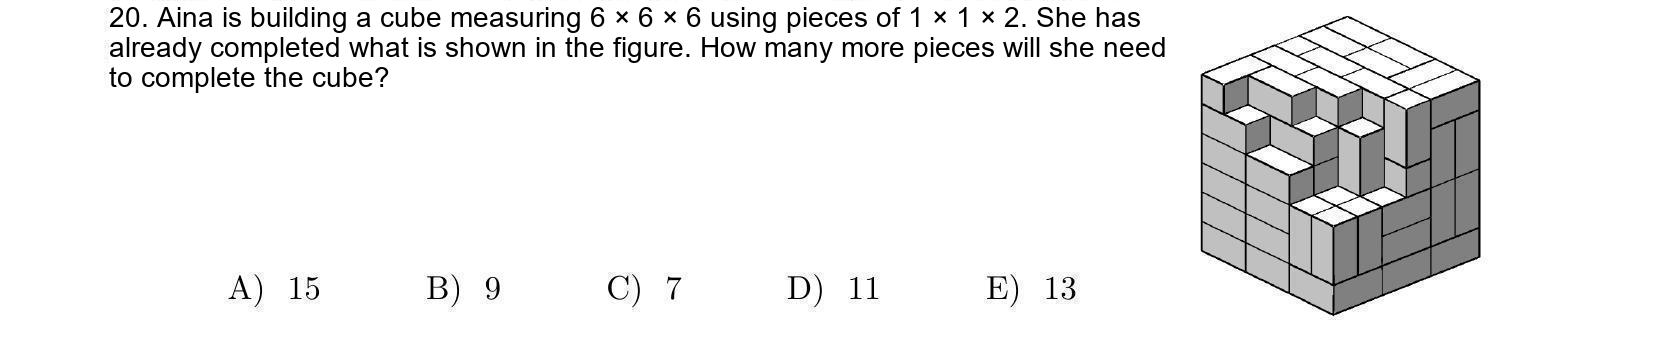 20. Aina is building a cube measuring 6 × 6 × 6 using pieces of 1 × 1 × 2. She has
already completed what is shown in the figure. How many more pieces will she need
to complete the cube?
A) 15 B) 9 C) 7 D) 11 E) 13